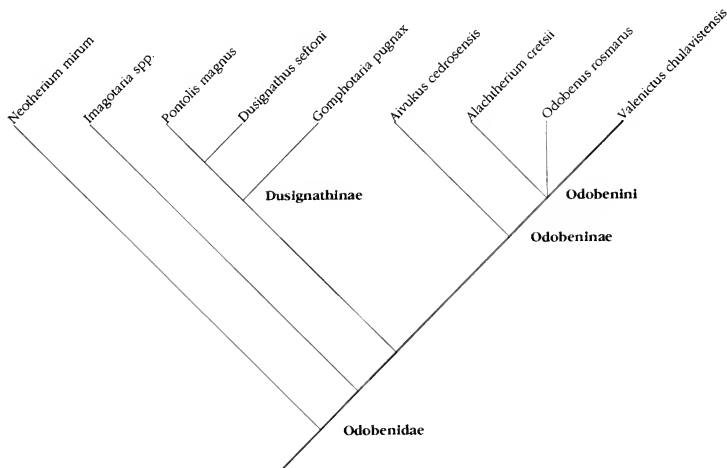 Neotherium mirum
Imagotaria spp.
Pontolis magnus
Dusignathus seftoni
Gomphotaria pugnax
Aivukus cedrosensis
Alachtherium cretsii
Odobenus rosmarus
Valenictus chulavistensis
Dusignathinae
Odobenini
Odobeninae
Odobenidae